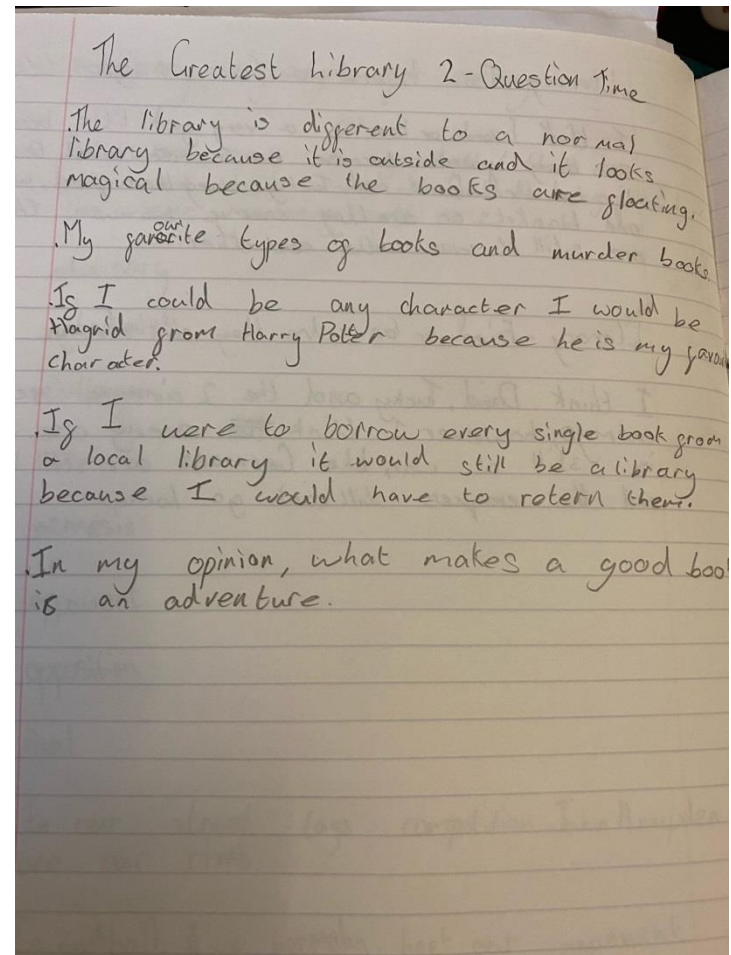 The Greatest Library 2 - Question Time
.The library is different to a normal
library because it is outside and it looks
magical because the books are floating.
.My favourite types of books and murder books.
.If I could be any character I would be
Hagrid from Harry Potter because he is my favou
character.
.If I were to borrow every single book from
a local library it would still be a library
because I would have to retern them.
.In my opinion, what makes a good boo
is an adventure.